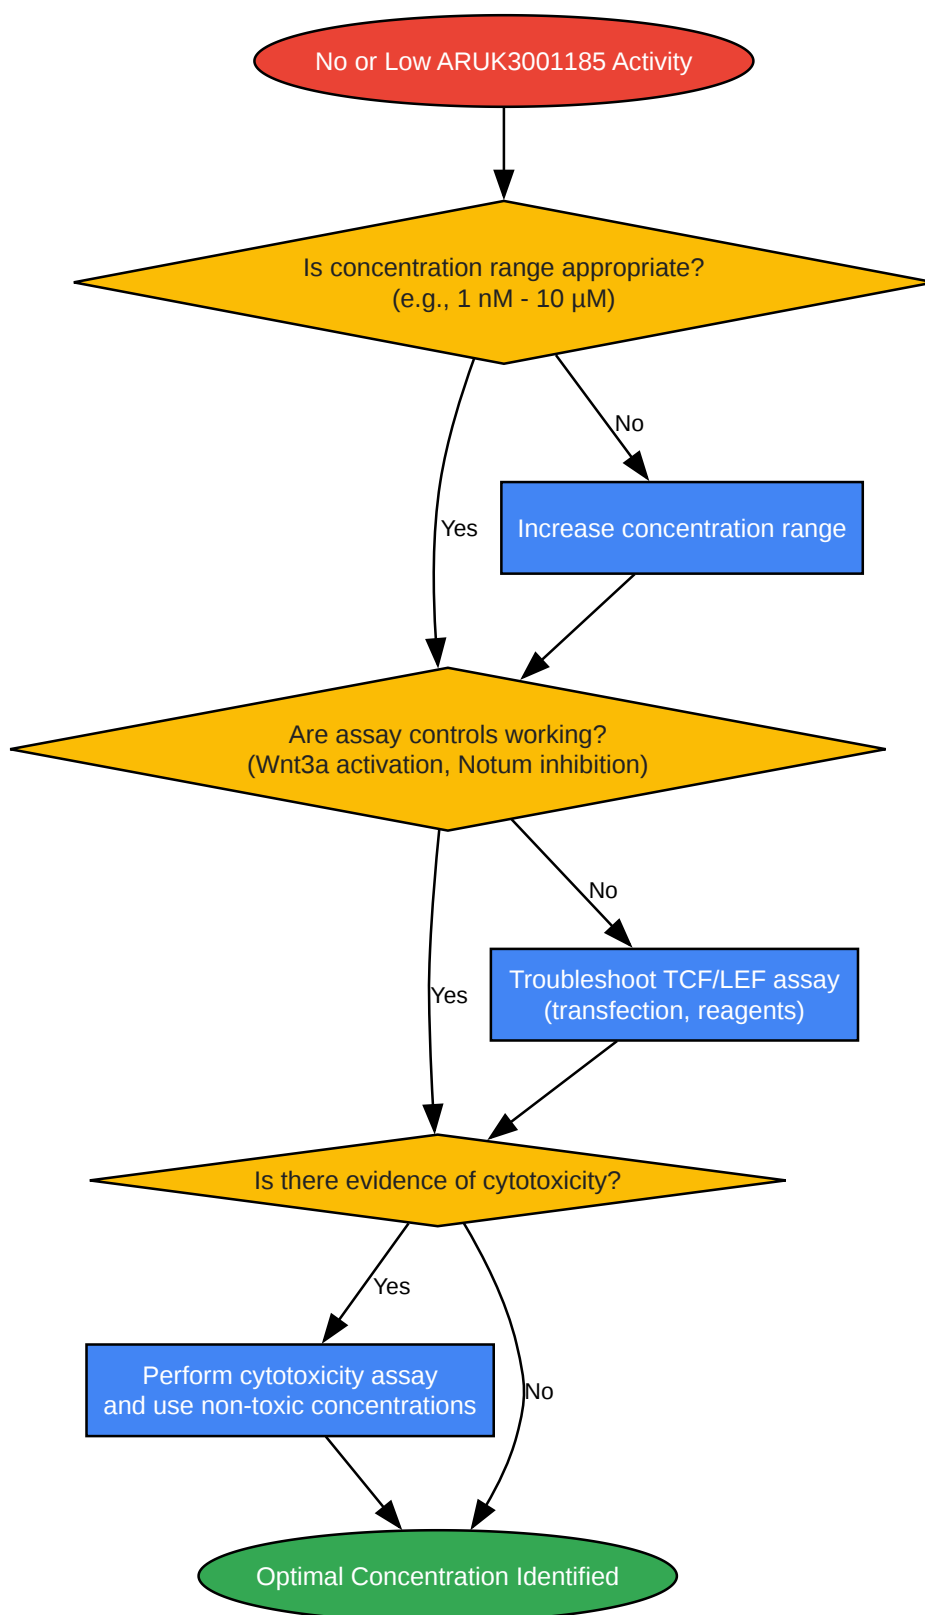 No or Low ARUK3001185 Activity
Is concentration range appropriate?
(e.g., 1 nM - 10 µM)
No
Yes
Increase concentration range
Are assay controls working?
(Wnt3a activation, Notum inhibition)
No
Yes
Troubleshoot TCF/LEF assay
(transfection, reagents)
Is there evidence of cytotoxicity?
Yes
Perform cytotoxicity assay
and use non-toxic concentrations
No
Optimal Concentration Identified